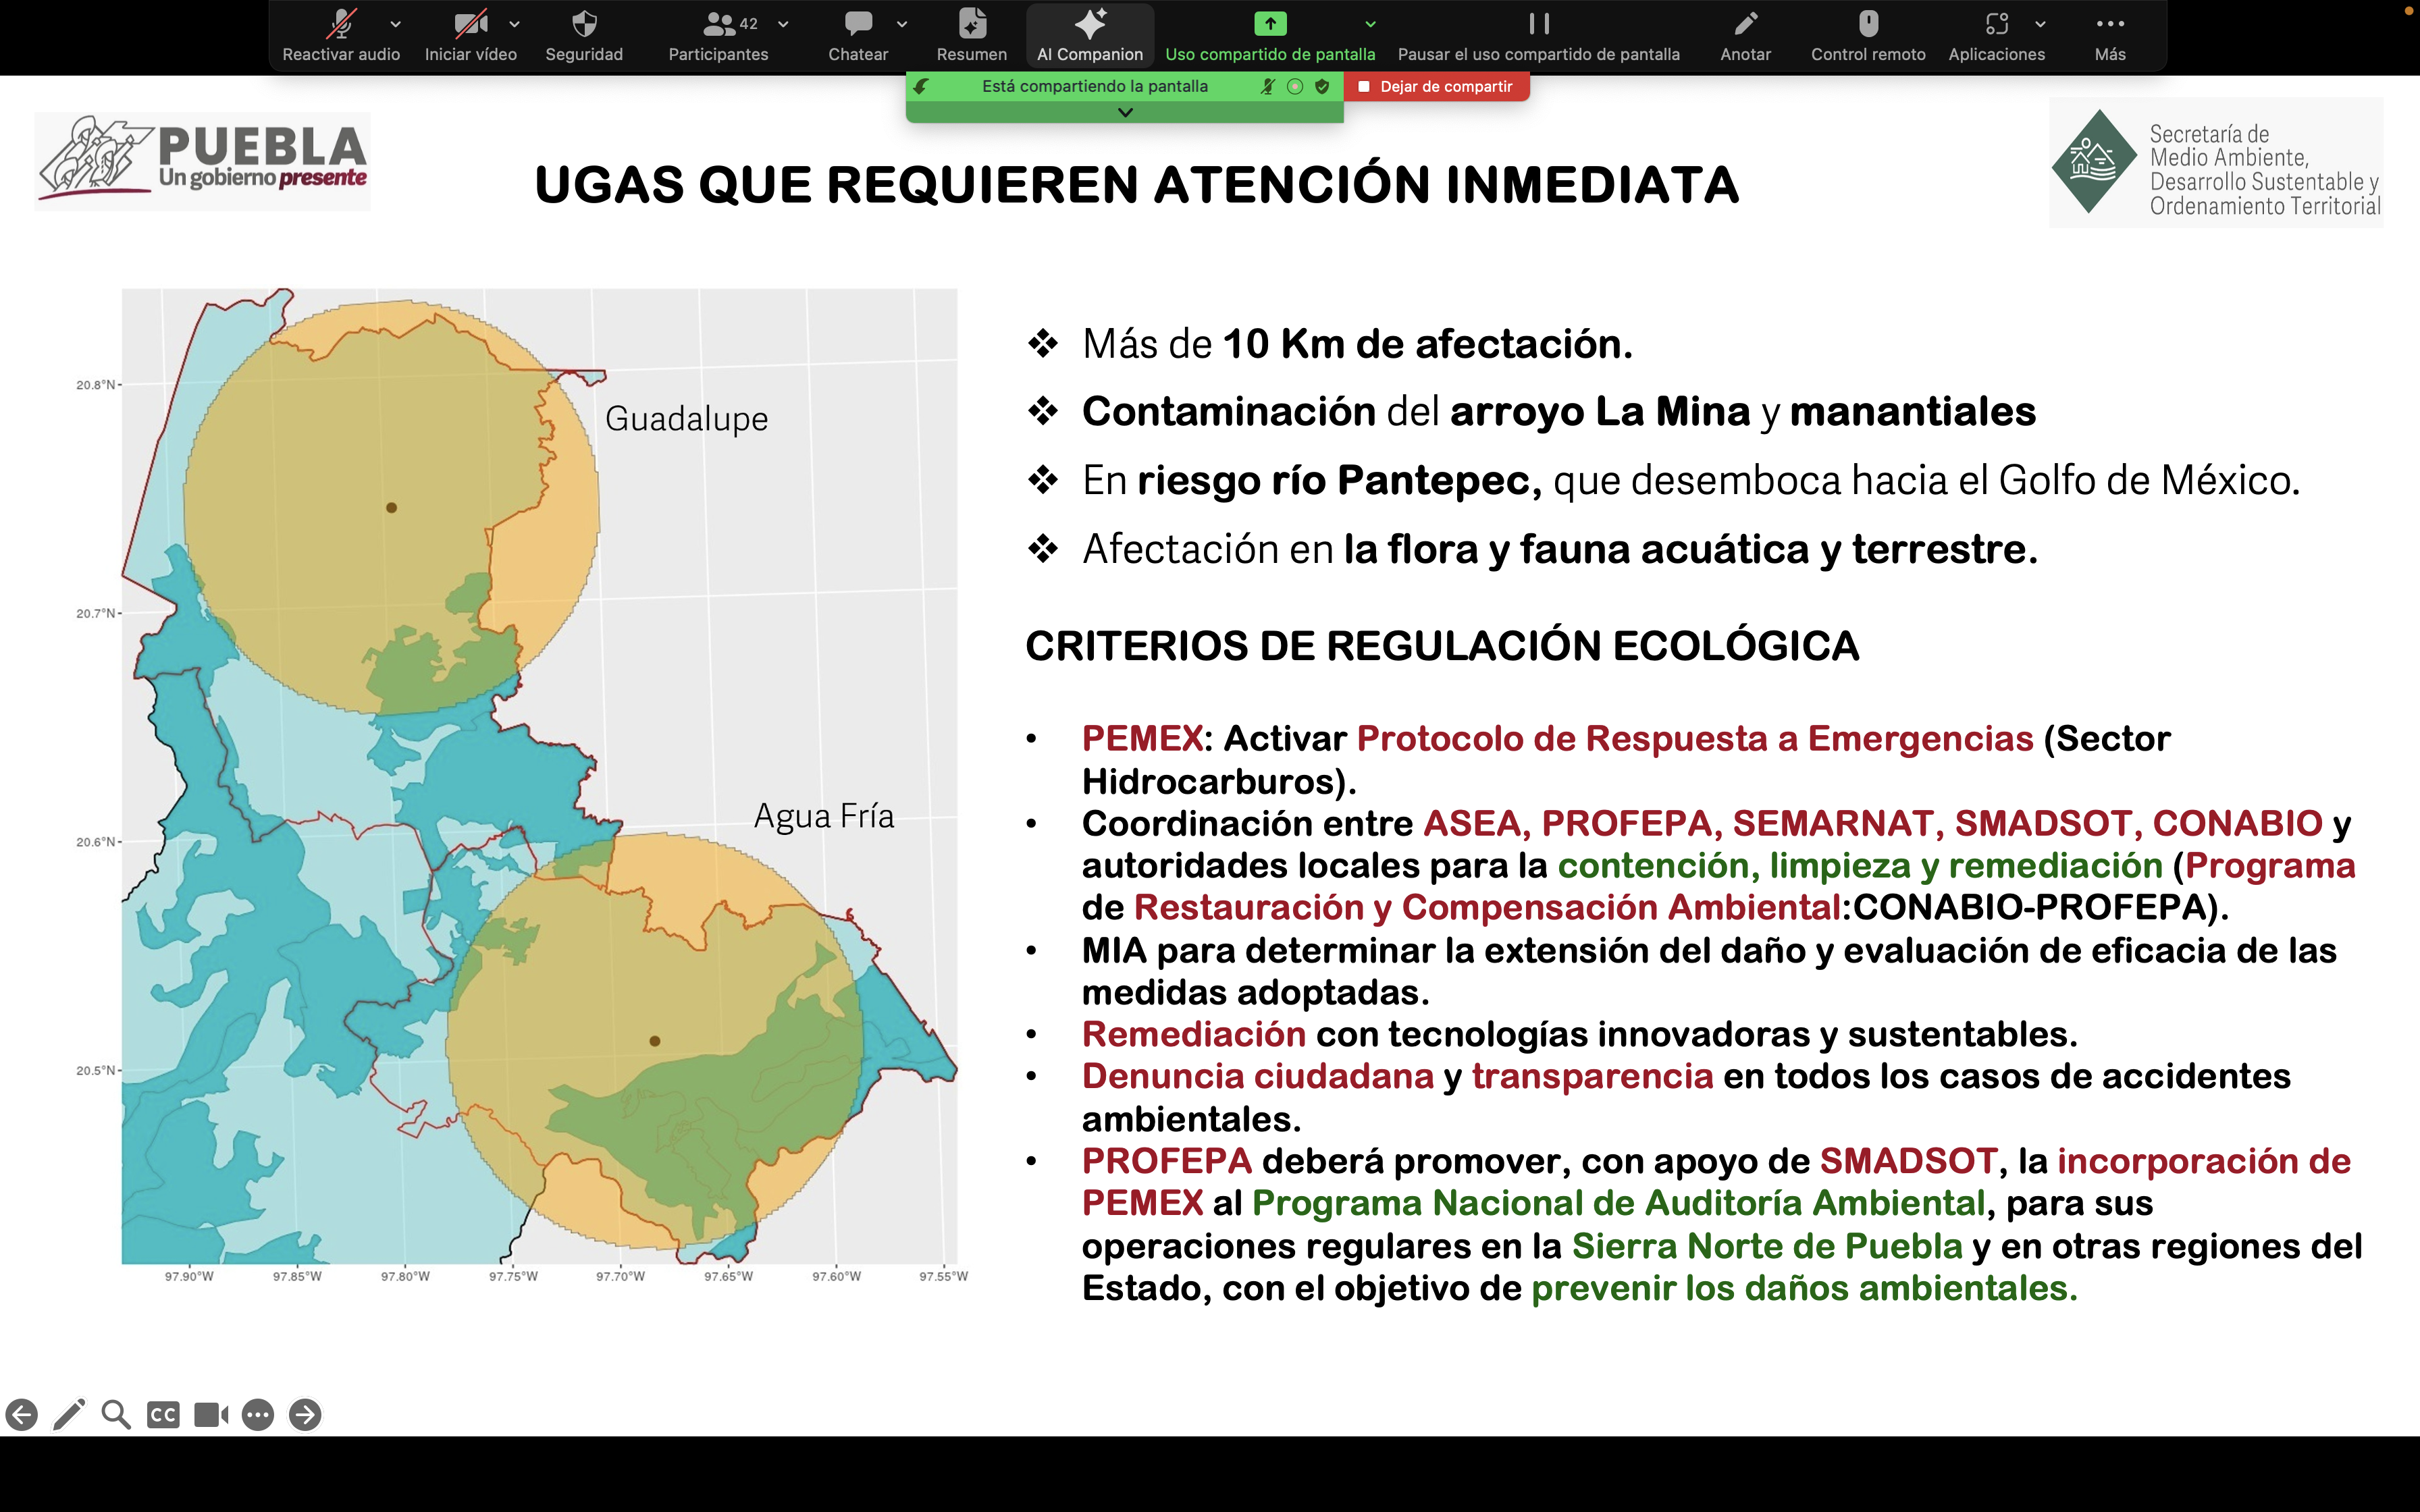 Reactivar audio
Iniciar vídeo
Seguridad
42
Participantes
Chatear
Resumen
AI Companion
Uso compartido de pantalla
Pausar el uso compartido de pantalla
Anotar
Control remoto
Aplicaciones
Más
Está compartiendo la pantalla
Dejar de compartir
PUEBLA
Un gobierno presente
UGAS QUE REQUIEREN ATENCIÓN INMEDIATA
Secretaría de
Medio Ambiente,
Desarrollo Sustentable y
Ordenamiento Territorial
20.8°N
20.7°N
20.6°N
20.5°N
Guadalupe
Agua Fría
97.90°W
97.85°W
97.80°W
97.75°W
97.70°W
97.65°W
97.60°W
97.55°W
❖ Más de 10 Km de afectación.
❖ Contaminación del arroyo La Mina y manantiales
❖ En riesgo río Pantepec, que desemboca hacia el Golfo de México.
❖ Afectación en la flora y fauna acuática y terrestre.
CRITERIOS DE REGULACIÓN ECOLÓGICA
• PEMEX: Activar Protocolo de Respuesta a Emergencias (Sector
Hidrocarburos).
• Coordinación entre ASEA, PROFEPA, SEMARNAT, SMADSOT, CONABIO y
autoridades locales para la contención, limpieza y remediación (Programa
de Restauración y Compensación Ambiental:CONABIO-PROFEPA).
• MIA para determinar la extensión del daño y evaluación de eficacia de las
medidas adoptadas.
• Remediación con tecnologías innovadoras y sustentables.
• Denuncia ciudadana y transparencia en todos los casos de accidentes
ambientales.
• PROFEPA deberá promover, con apoyo de SMADSOT, la incorporación de
PEMEX al Programa Nacional de Auditoría Ambiental, para sus
operaciones regulares en la Sierra Norte de Puebla y en otras regiones del
Estado, con el objetivo de prevenir los daños ambientales.
CC